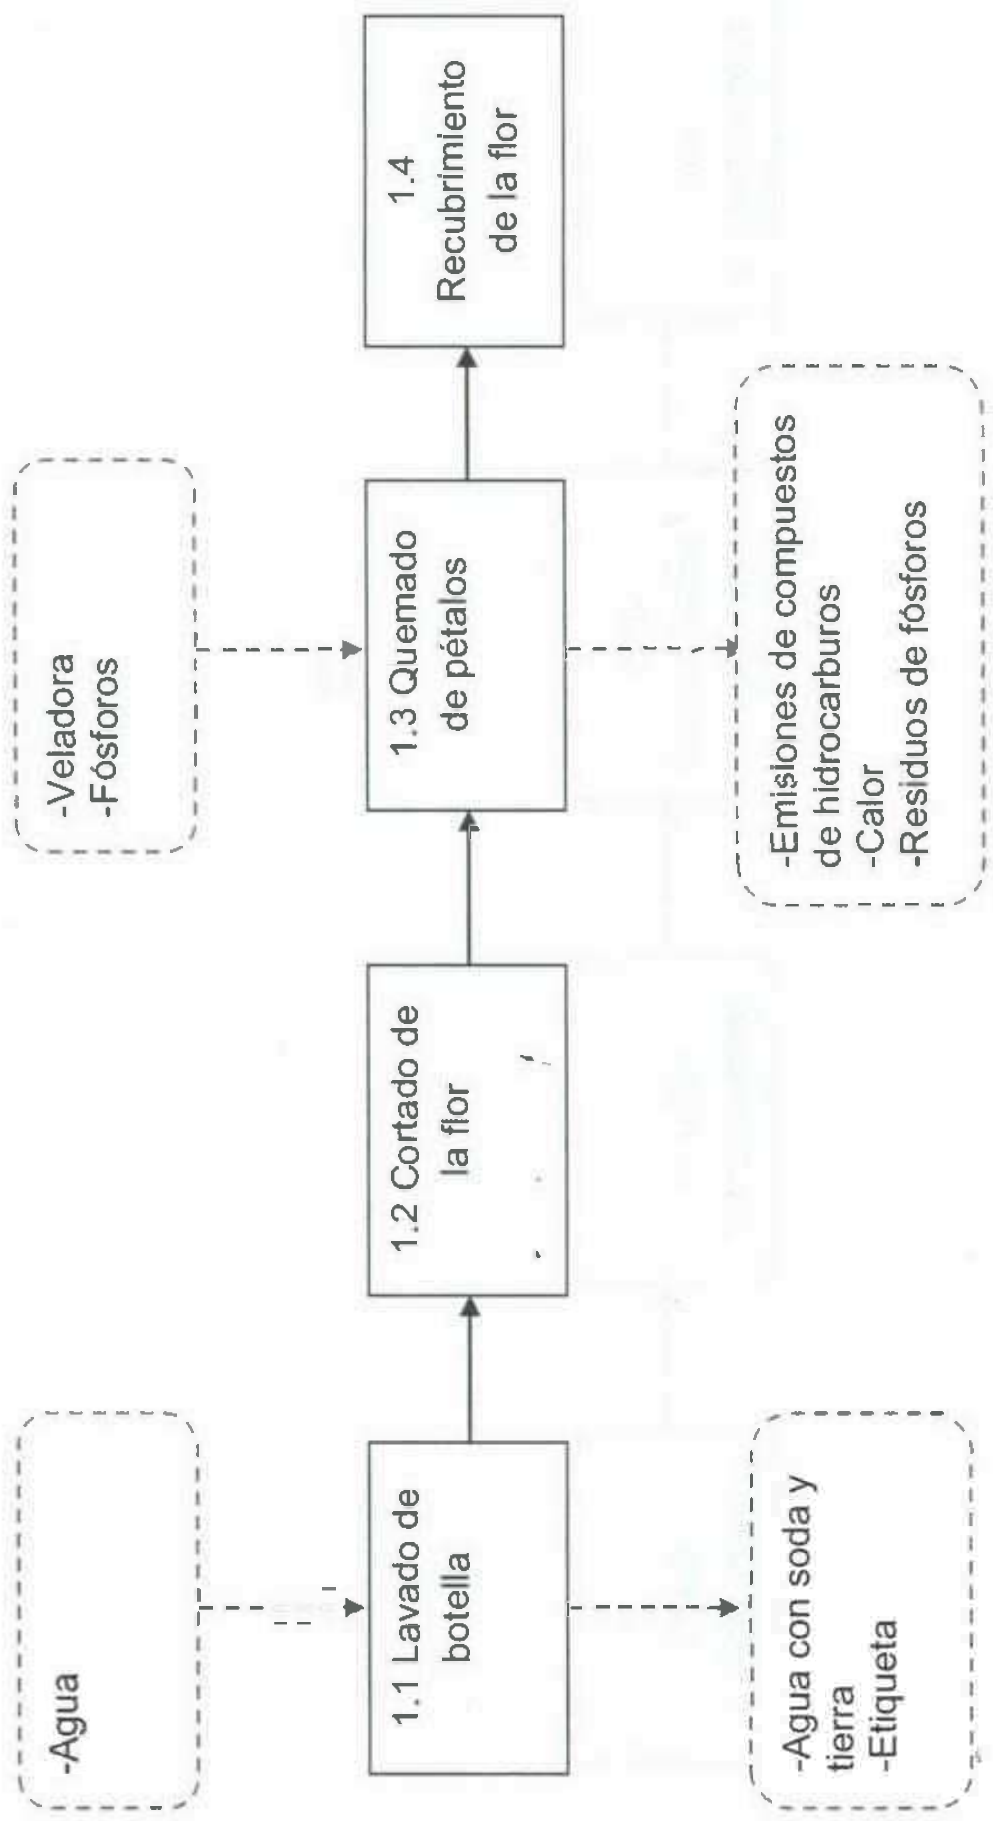 -Agua
-Veladora
-Fósforos
1.1 Lavado de
botella
1.2 Cortado de
la flor
1.3 Quemado
de pétalos
1.4
Recubrimiento
de la flor
-Agua con soda y
tierra
-Etiqueta
-Emisiones de compuestos
de hidrocarburos
-Calor
-Residuos de fósforos